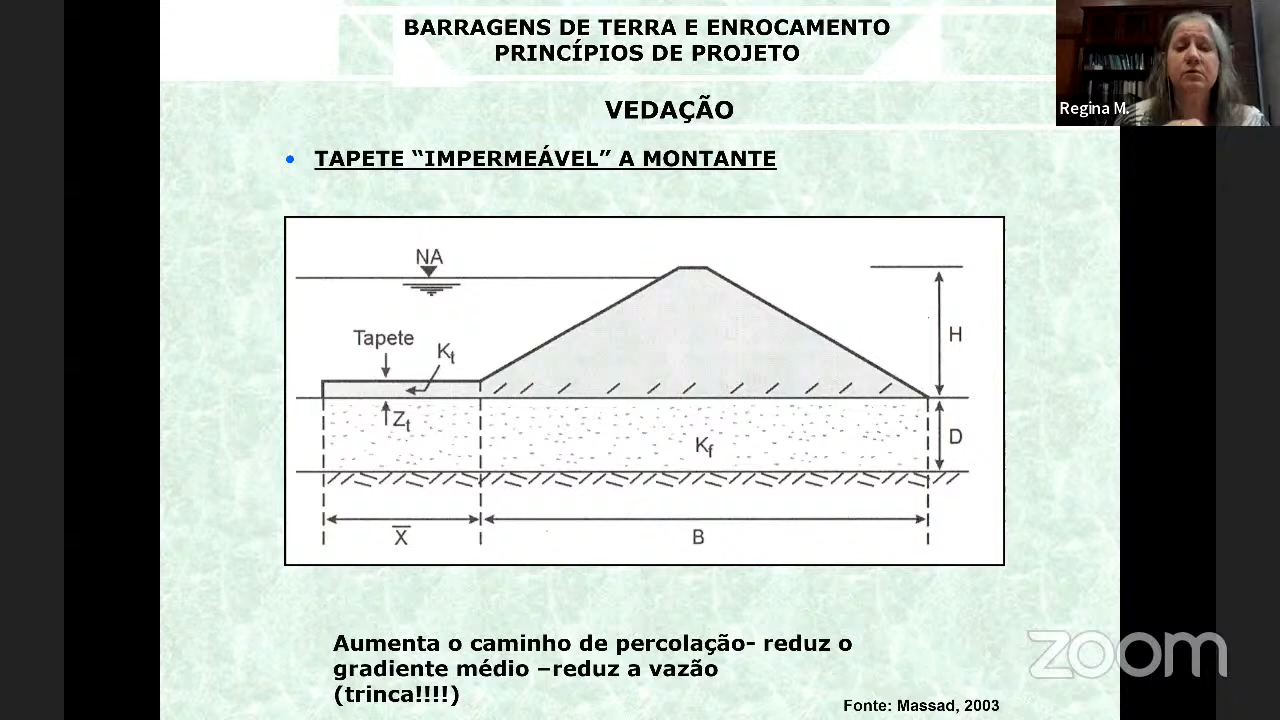 BARRAGENS DE TERRA E ENROCAMENTO
PRINCÍPIOS DE PROJETO
Regina M.
VEDAÇÃO
• TAPETE “IMPERMEÁVEL” A MONTANTE
NA
Tapete
Kt
H
Zt
Kf
D
X̅
B
Aumenta o caminho de percolação- reduz o
gradiente médio –reduz a vazão
(trinca!!!!)
zoom
Fonte: Massad, 2003